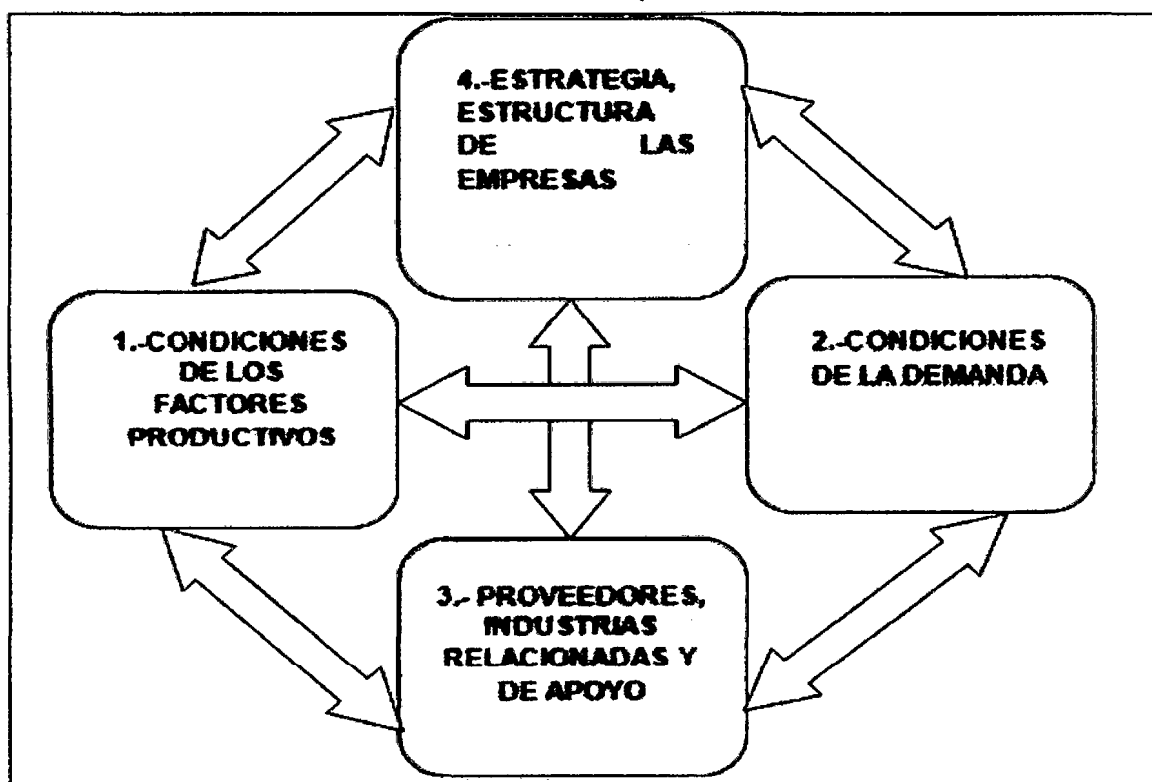 4.-ESTRATEGIA,
ESTRUCTURA
DE LAS
EMPRESAS
1.-CONDICIONES
DE LOS
FACTORES
PRODUCTIVOS
2.-CONDICIONES
DE LA DEMANDA
3.- PROVEEDORES,
INDUSTRIAS
RELACIONADAS Y
DE APOYO